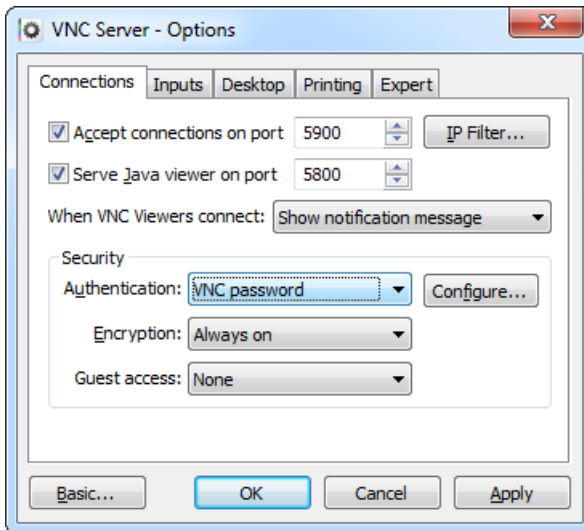 VNC Server - Options
Connections Inputs Desktop Printing Expert
Accept connections on port 5900 IP Filter...
Serve Java viewer on port 5800
When VNC Viewers connect: Show notification message
Security
Authentication: VNC password Configure...
Encryption: Always on
Guest access: None
Basic... OK Cancel Apply